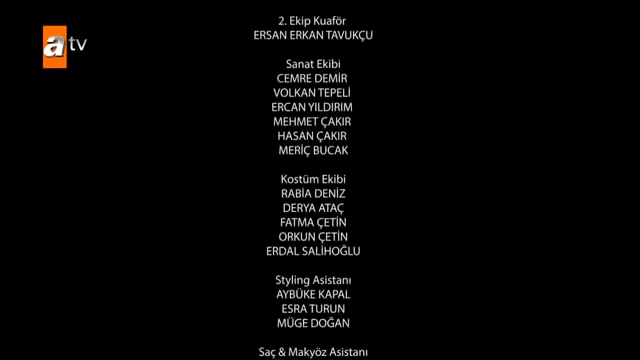 atv
2. Ekip Kuaför
ERSAN ERKAN TAVUKÇU
Sanat Ekibi
CEMRE DEMİR
VOLKAN TEPELİ
ERCAN YILDIRIM
MEHMET ÇAKIR
HASAN ÇAKIR
MERİÇ BUCAK
Kostüm Ekibi
RABİA DENİZ
DERYA ATAÇ
FATMA ÇETİN
ORKUN ÇETİN
ERDAL SALİHOĞLU
Styling Asistanı
AYBÜKE KAPAL
ESRA TURUN
MÜGE DOĞAN
Saç & Makyöz Asistanı